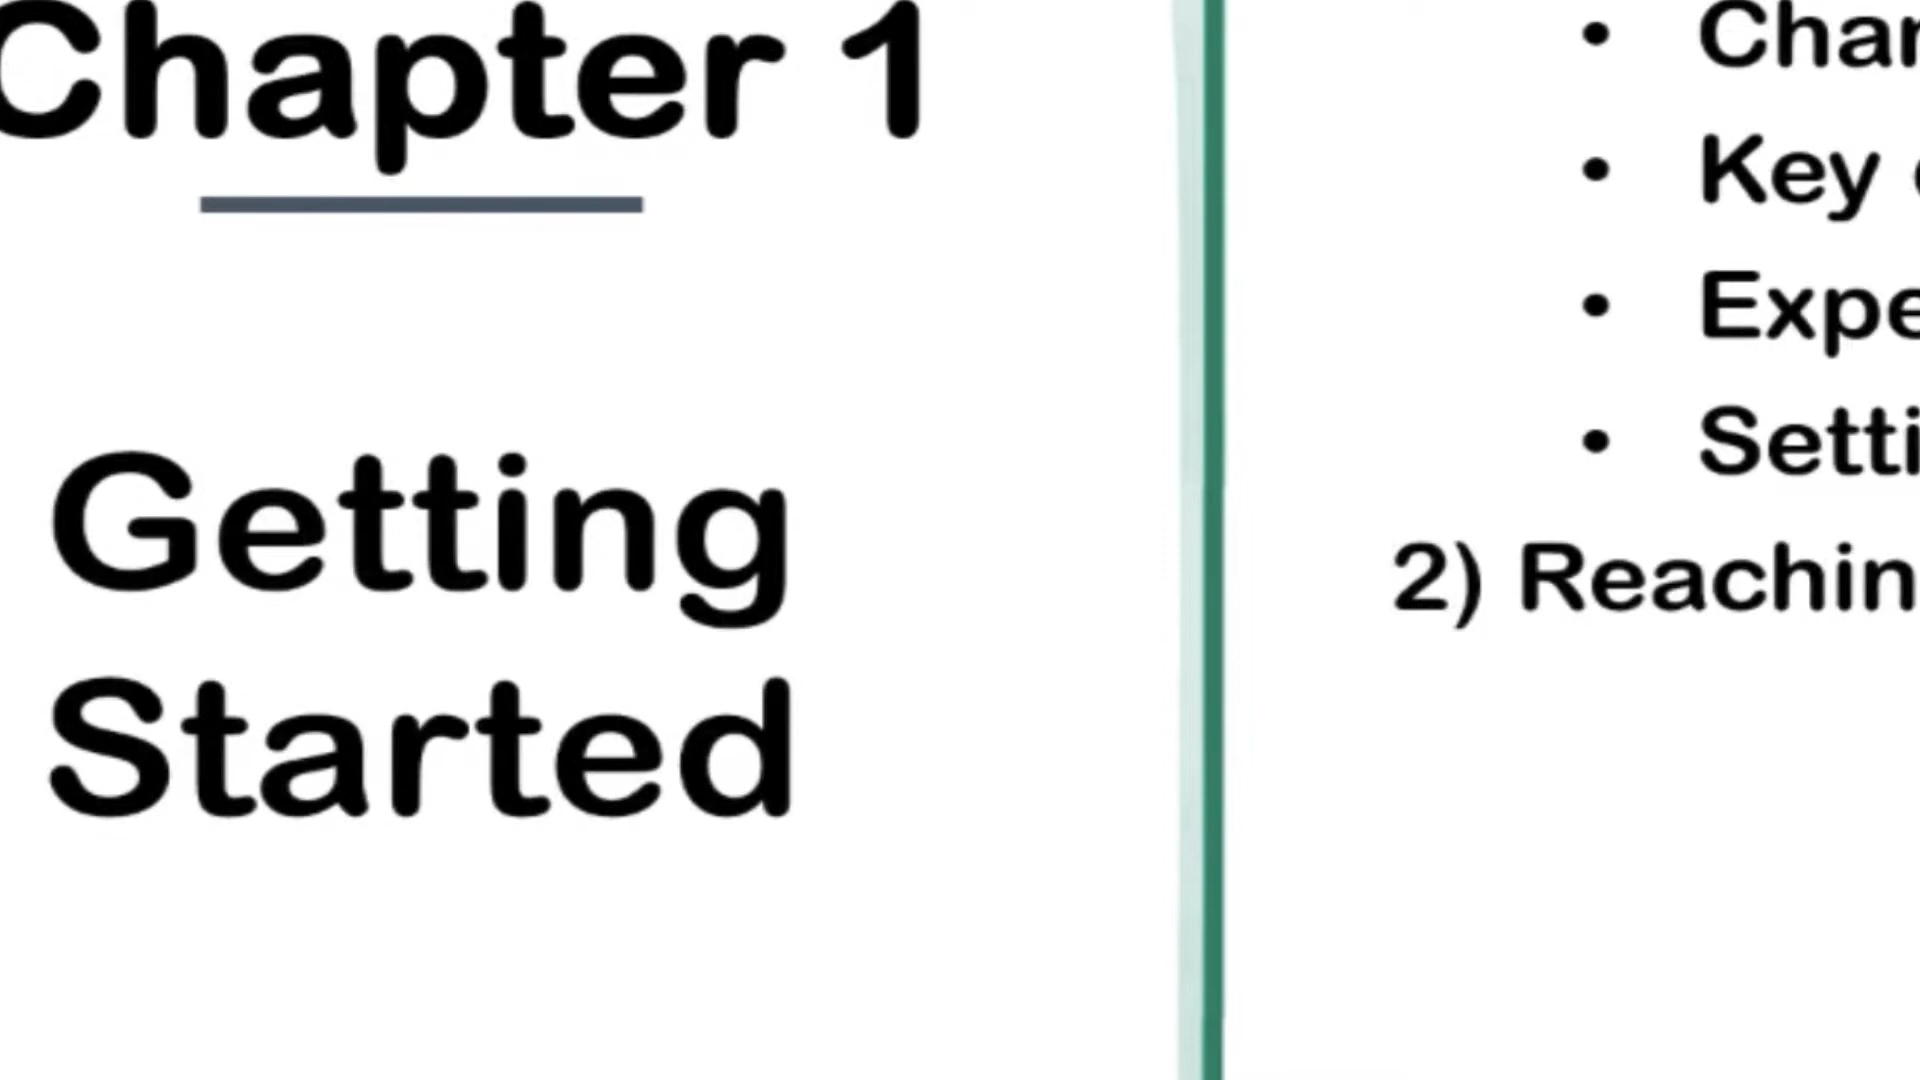 Chapter 1
Getting
Started
• Char
• Key
• Expe
• Setti
2) Reachin